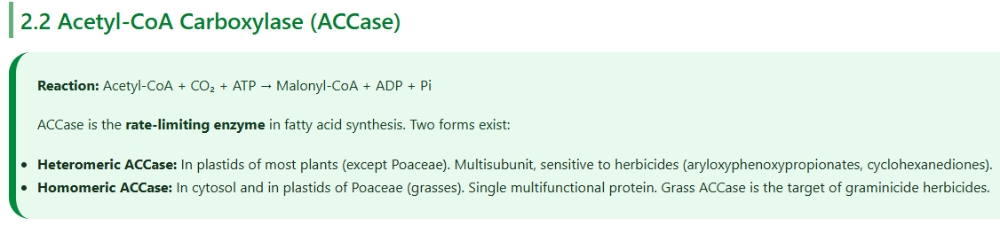 2.2 Acetyl-CoA Carboxylase (ACCase)
Reaction: Acetyl-CoA + CO₂ + ATP → Malonyl-CoA + ADP + Pi
ACCase is the rate-limiting enzyme in fatty acid synthesis. Two forms exist:
• Heteromeric ACCase: In plastids of most plants (except Poaceae). Multisubunit, sensitive to herbicides (aryloxyphenoxypropionates, cyclohexanediones).
• Homomeric ACCase: In cytosol and in plastids of Poaceae (grasses). Single multifunctional protein. Grass ACCase is the target of graminicide herbicides.